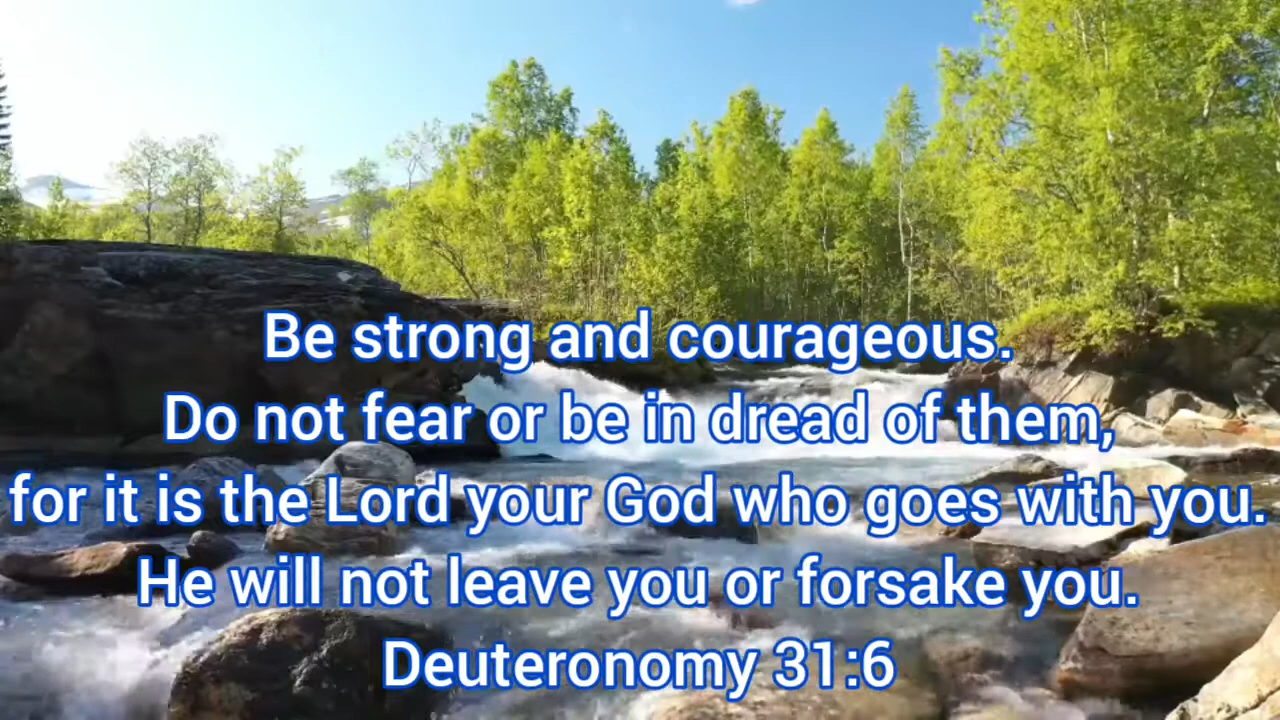 Be strong and courageous.
Do not fear or be in dread of them,
for it is the Lord your God who goes with you.
He will not leave you or forsake you.
Deuteronomy 31:6